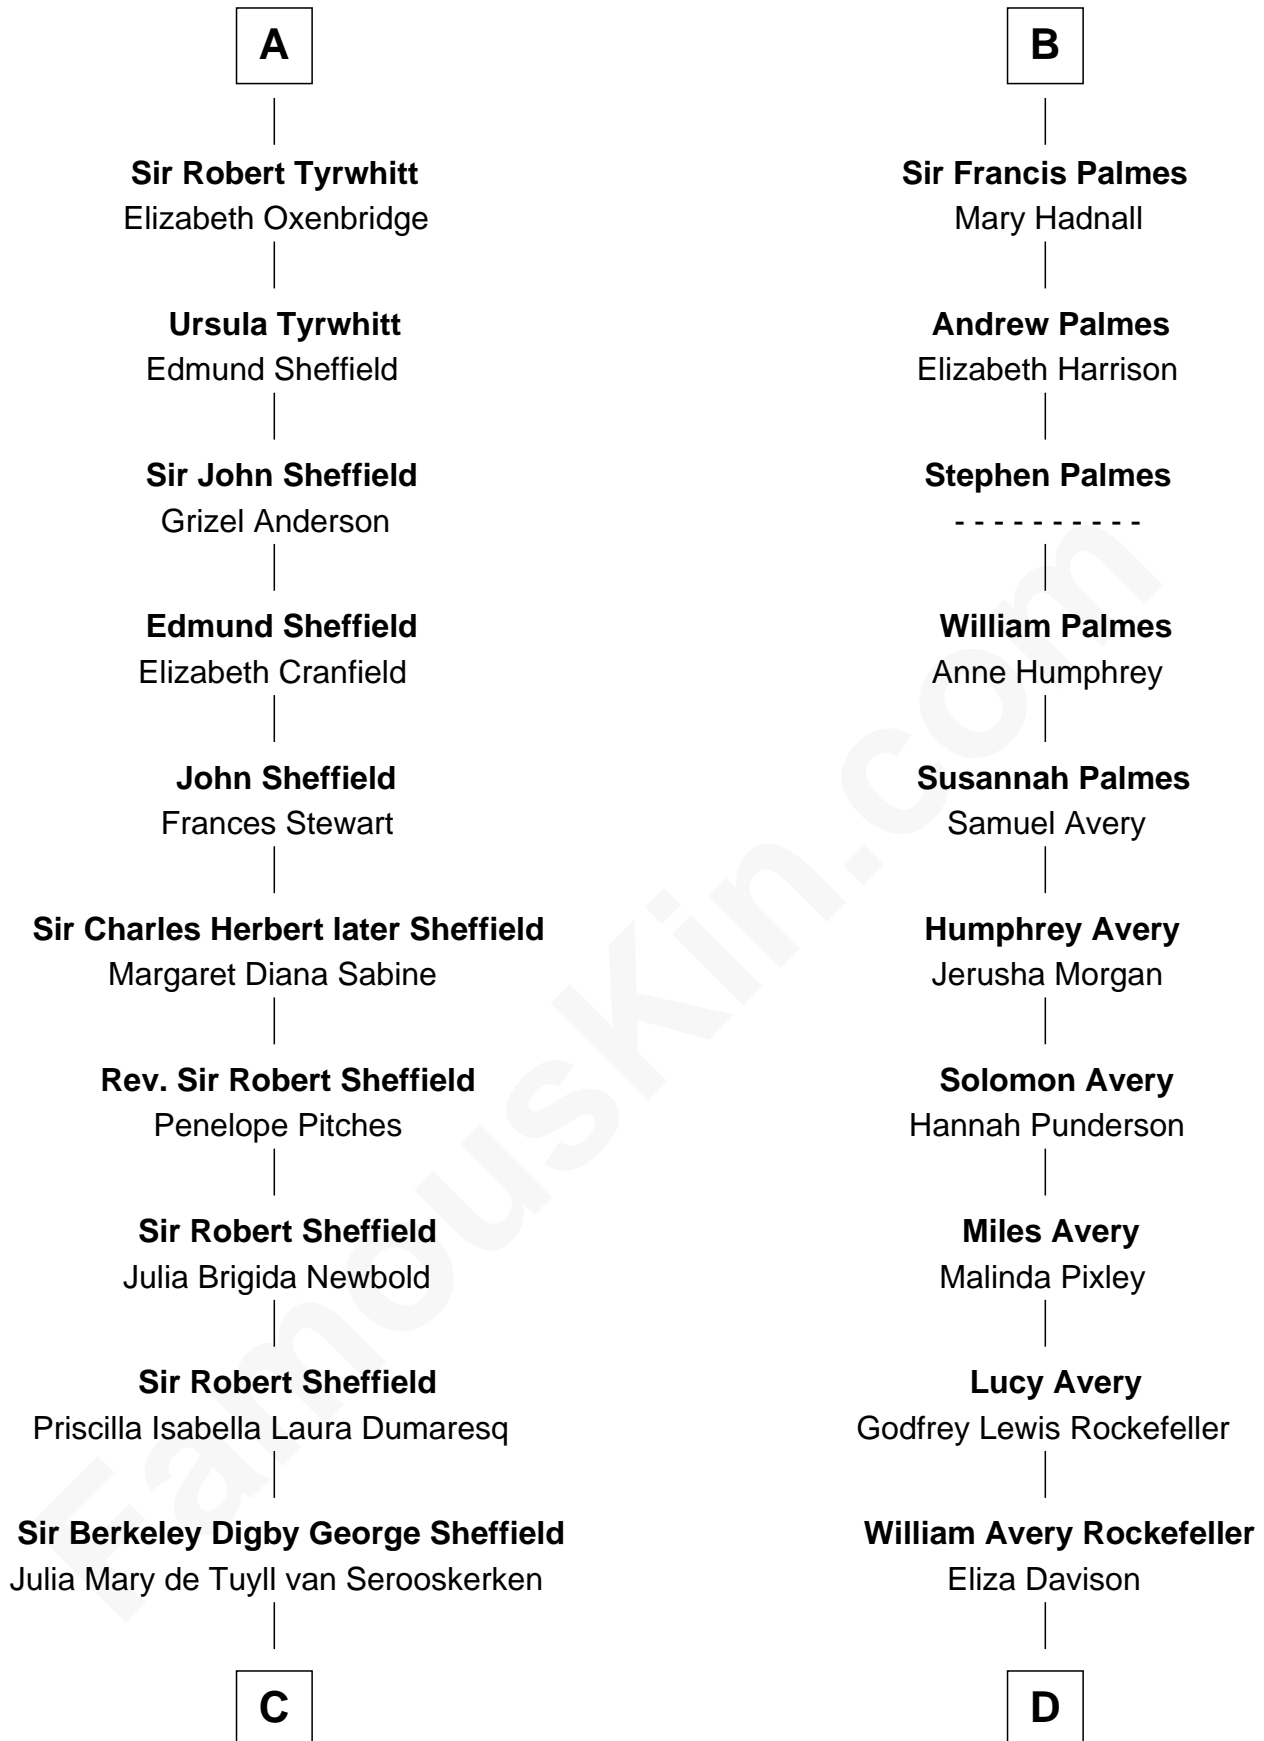 A
Sir Robert Tyrwhitt
Elizabeth Oxenbridge
Ursula Tyrwhitt
Edmund Sheffield
Sir John Sheffield
Grizel Anderson
Edmund Sheffield
Elizabeth Cranfield
John Sheffield
Frances Stewart
Sir Charles Herbert later Sheffield
Margaret Diana Sabine
Rev. Sir Robert Sheffield
Penelope Pitches
Sir Robert Sheffield
Julia Brigida Newbold
Sir Robert Sheffield
Priscilla Isabella Laura Dumaresq
Sir Berkeley Digby George Sheffield
Julia Mary de Tuyll van Serooskerken
C
B
Sir Francis Palmes
Mary Hadnall
Andrew Palmes
Elizabeth Harrison
Stephen Palmes
- - - - - - - - - -
William Palmes
Anne Humphrey
Susannah Palmes
Samuel Avery
Humphrey Avery
Jerusha Morgan
Solomon Avery
Hannah Punderson
Miles Avery
Malinda Pixley
Lucy Avery
Godfrey Lewis Rockefeller
William Avery Rockefeller
Eliza Davison
D
FamousKin.com